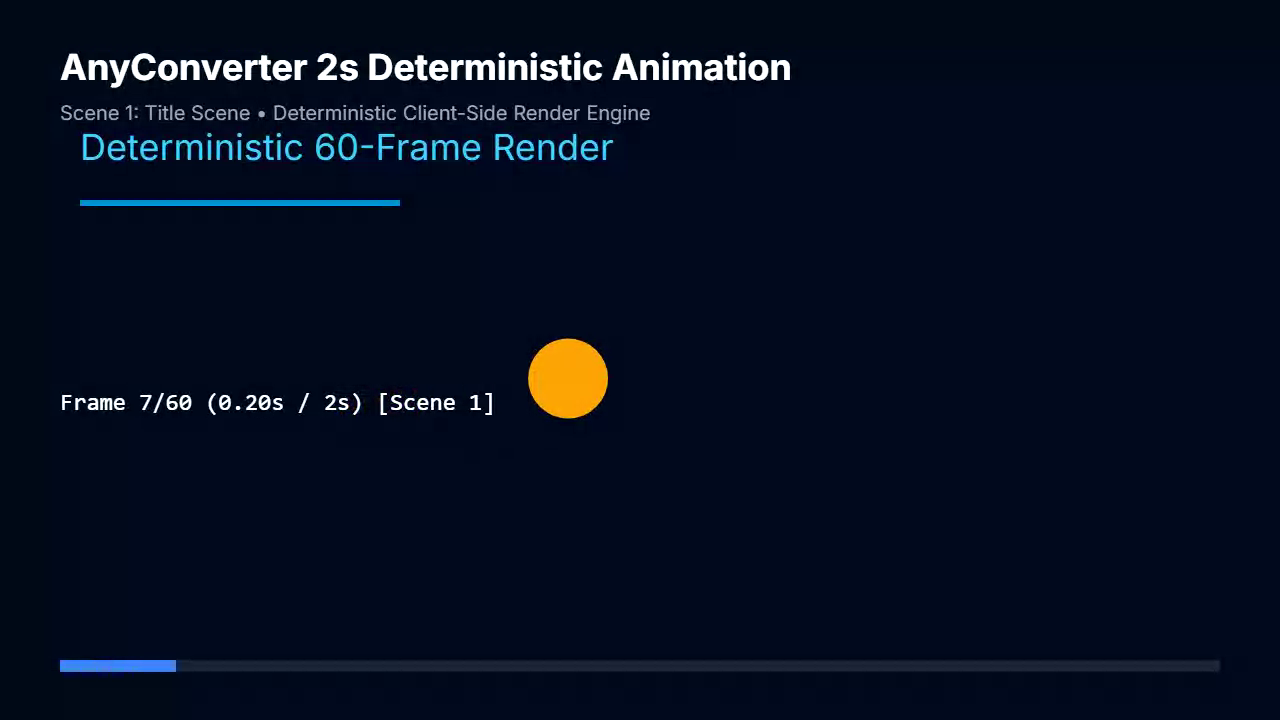 AnyConverter 2s Deterministic Animation
Scene 1: Title Scene • Deterministic Client-Side Render Engine
Deterministic 60-Frame Render
Frame 7/60 (0.20s / 2s) [Scene 1]